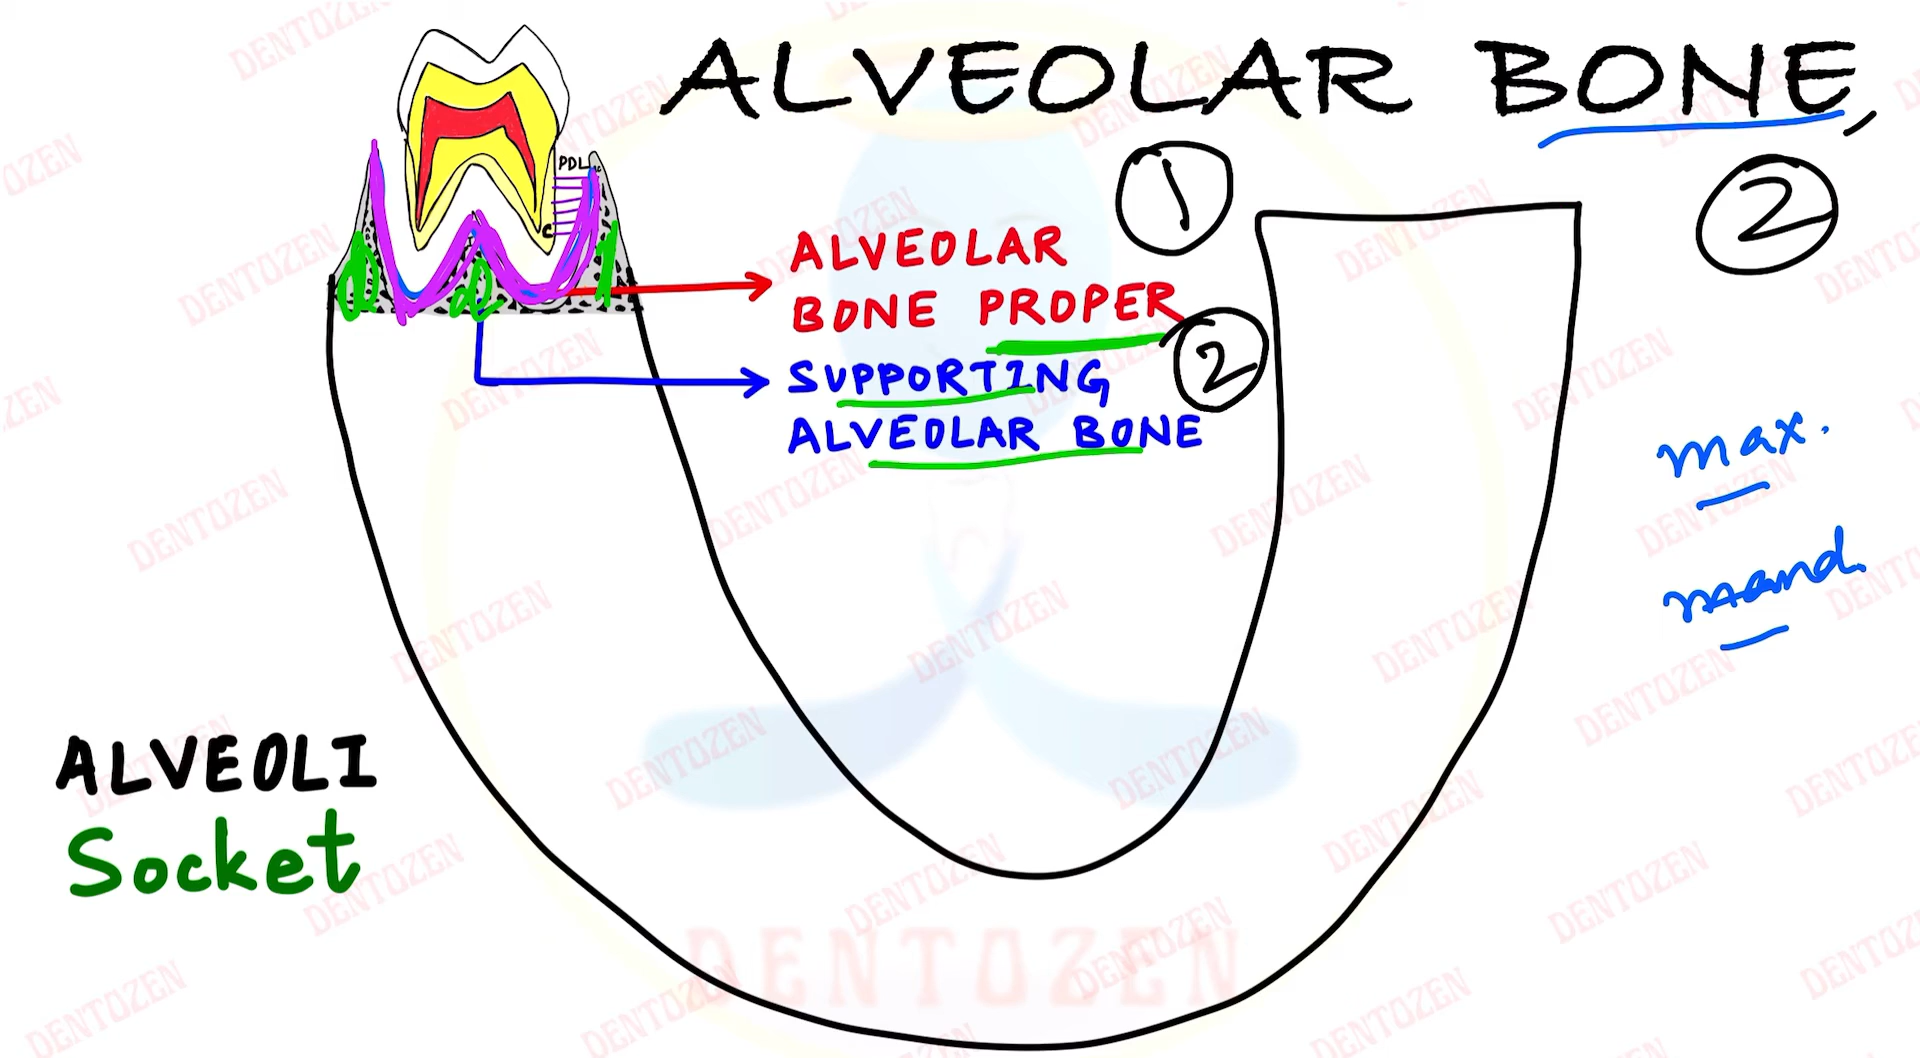 ALVEOLAR BONE,
1
2
PDL
C
ALVEOLAR
BONE PROPER
2
SUPPORTING
ALVEOLAR BONE
max.
mand.
ALVEOLI
Socket
DENTOZEN